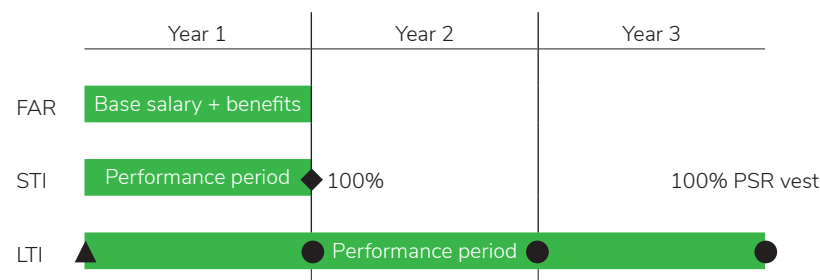 Year 1 Year 2 Year 3
FAR Base salary + benefits
STI Performance period 100% 100% PSR vest
LTI Performance period